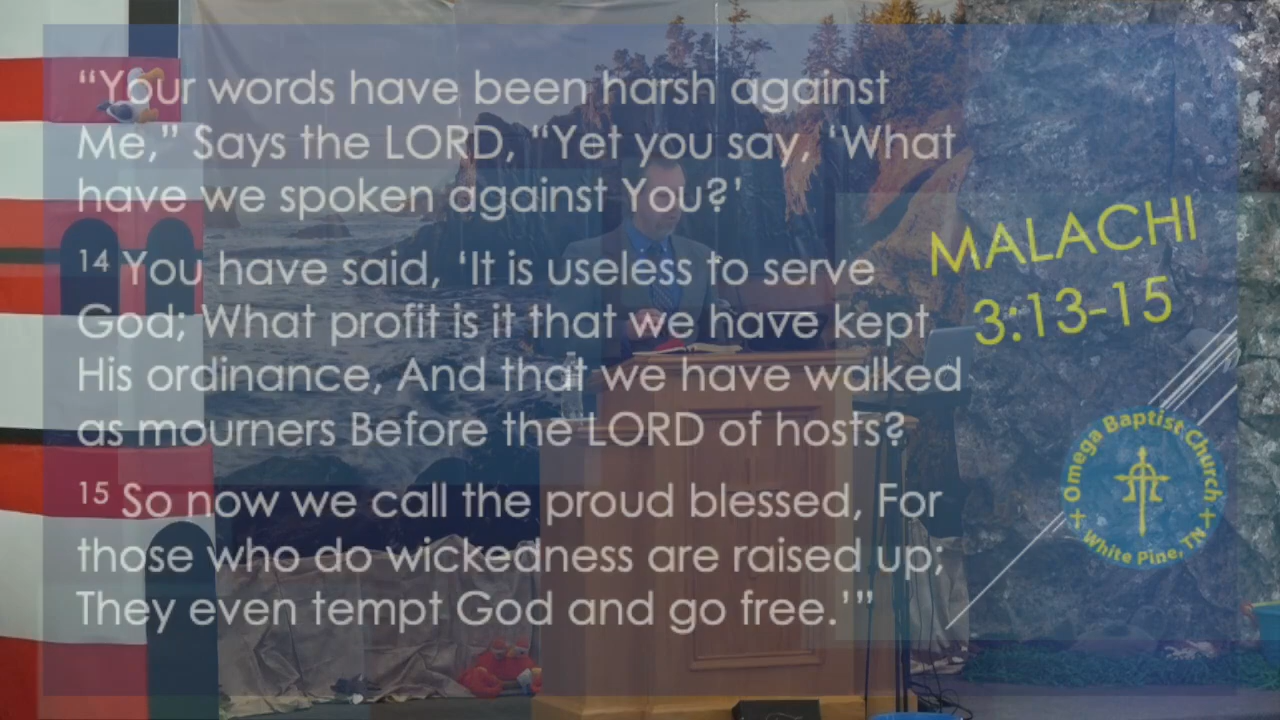 “Your words have been harsh against
Me,” Says the LORD, “Yet you say, ‘What
have we spoken against You?’
14 You have said, ‘It is useless to serve
God; What profit is it that we have kept
His ordinance, And that we have walked
as mourners Before the LORD of hosts?
15 So now we call the proud blessed, For
those who do wickedness are raised up;
They even tempt God and go free.’”
MALACHI
3:13-15
Omega Baptist Church
White Pine, TN